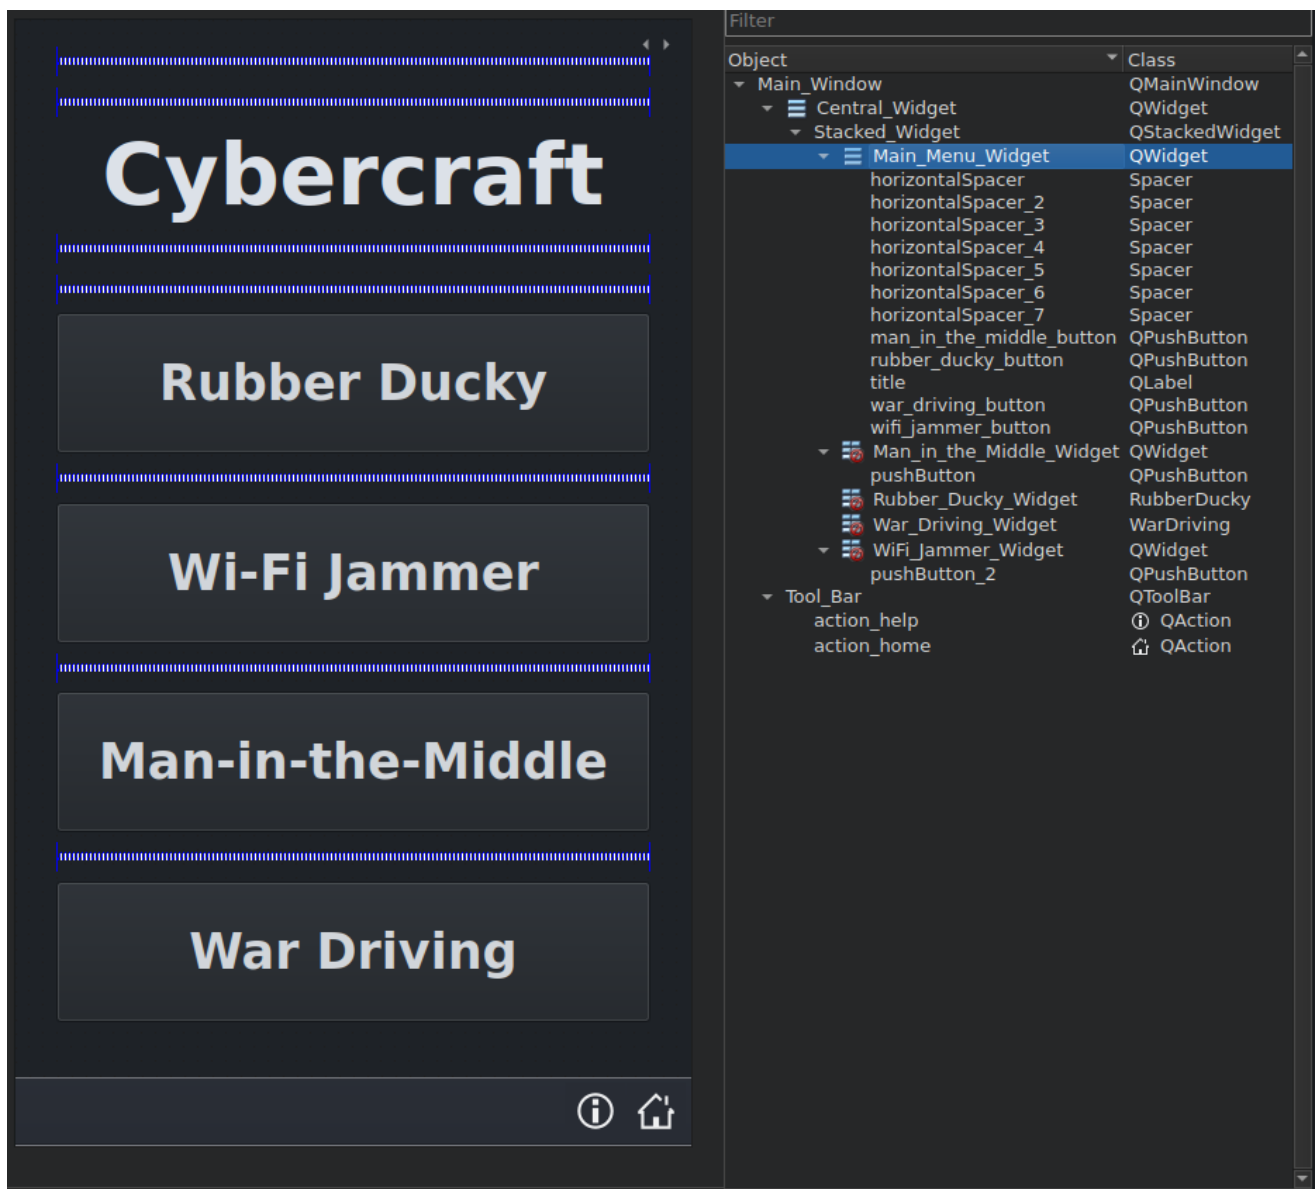 Cybercraft
Rubber Ducky
Wi-Fi Jammer
Man-in-the-Middle
War Driving
Filter
Object Class
Main_Window QMainWindow
Central_Widget QWidget
Stacked_Widget QStackedWidget
Main_Menu_Widget QWidget
horizontalSpacer Spacer
horizontalSpacer_2 Spacer
horizontalSpacer_3 Spacer
horizontalSpacer_4 Spacer
horizontalSpacer_5 Spacer
horizontalSpacer_6 Spacer
horizontalSpacer_7 Spacer
man_in_the_middle_button QPushButton
rubber_ducky_button QPushButton
title QLabel
war_driving_button QPushButton
wifi_jammer_button QPushButton
Man_in_the_Middle_Widget QWidget
pushButton QPushButton
Rubber_Ducky_Widget RubberDucky
War_Driving_Widget WarDriving
WiFi_Jammer_Widget QWidget
pushButton_2 QPushButton
Tool_Bar QToolBar
action_help QAction
action_home QAction